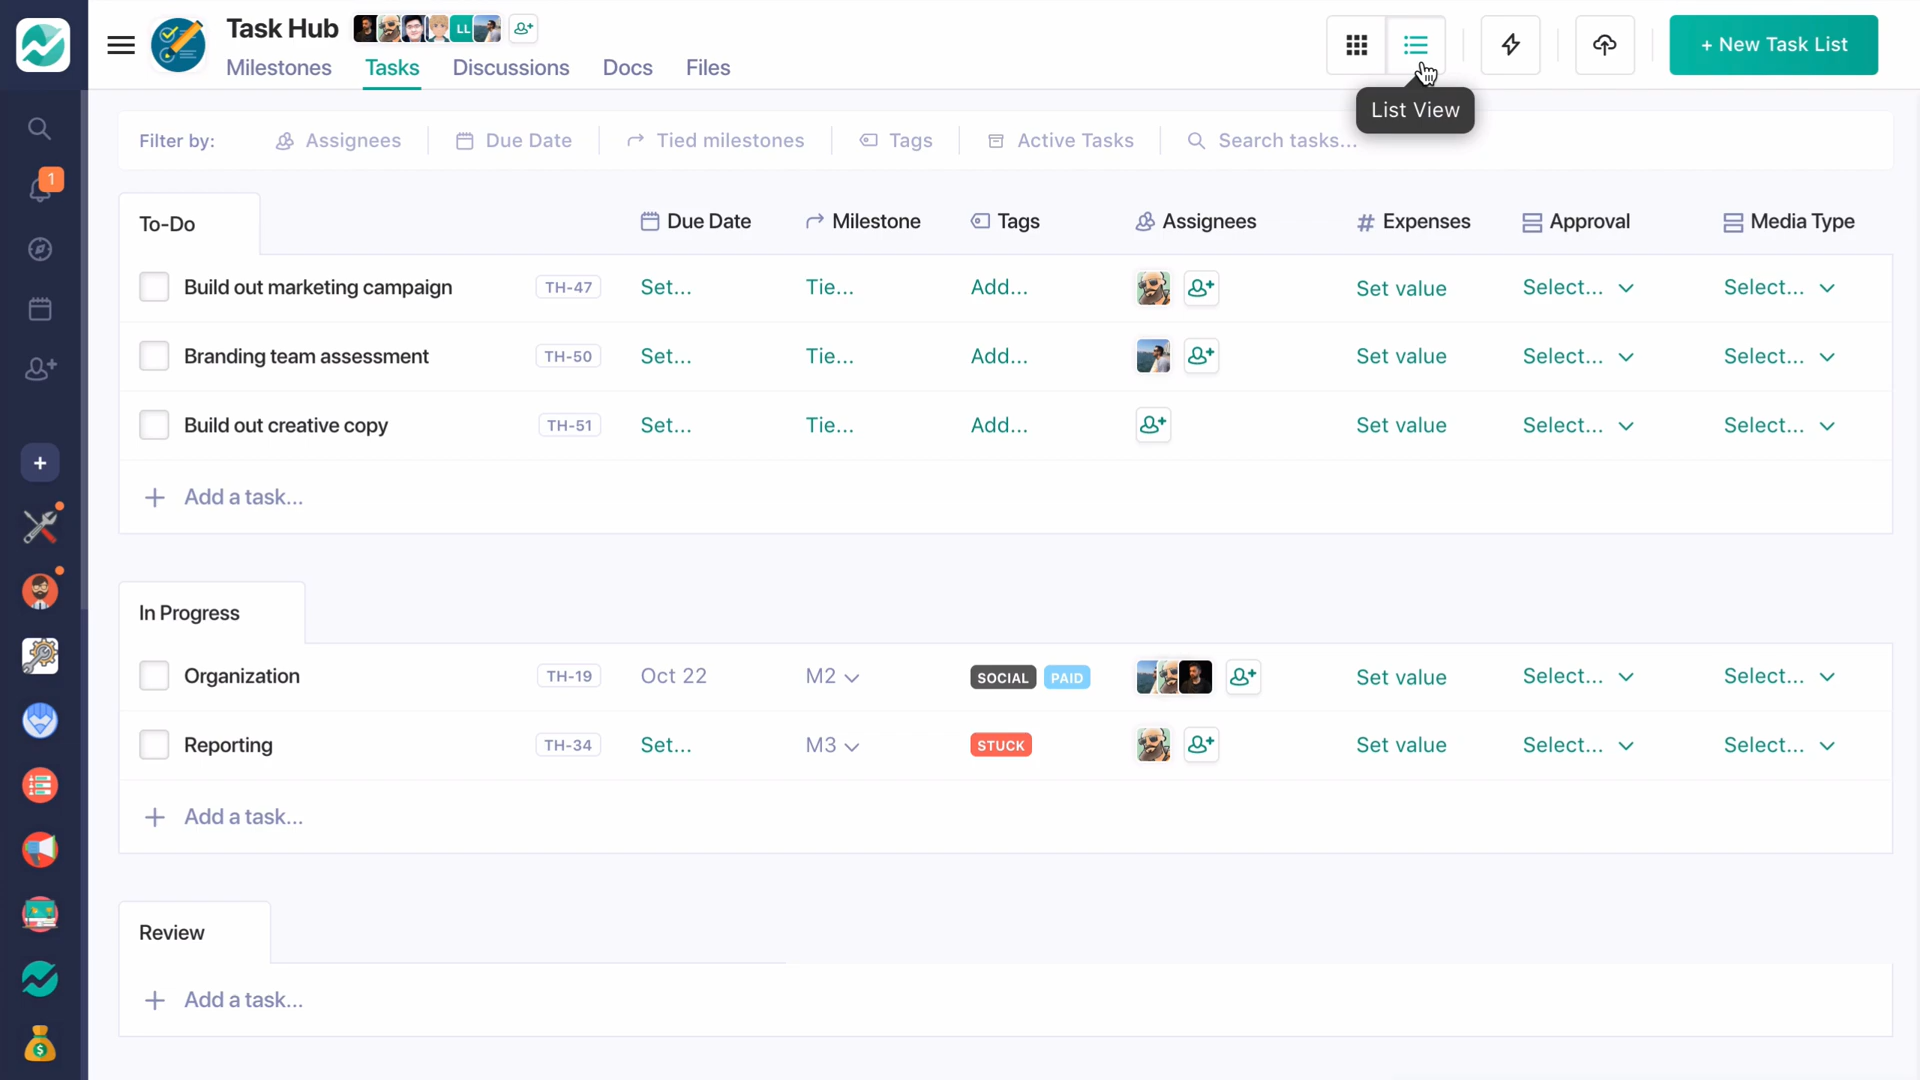 Task Hub
LL
Milestones Tasks Discussions Docs Files
+ New Task List
List View
Filter by: Assignees Due Date Tied milestones Tags Active Tasks Search tasks...
1
To-Do Due Date Milestone Tags Assignees # Expenses Approval Media Type
Build out marketing campaign TH-47 Set... Tie... Add... Set value Select... Select...
Branding team assessment TH-50 Set... Tie... Add... Set value Select... Select...
Build out creative copy TH-51 Set... Tie... Add... Set value Select... Select...
+ Add a task...
In Progress
Organization TH-19 Oct 22 M2 SOCIAL PAID Set value Select... Select...
Reporting TH-34 Set... M3 STUCK Set value Select... Select...
+ Add a task...
Review
+ Add a task...